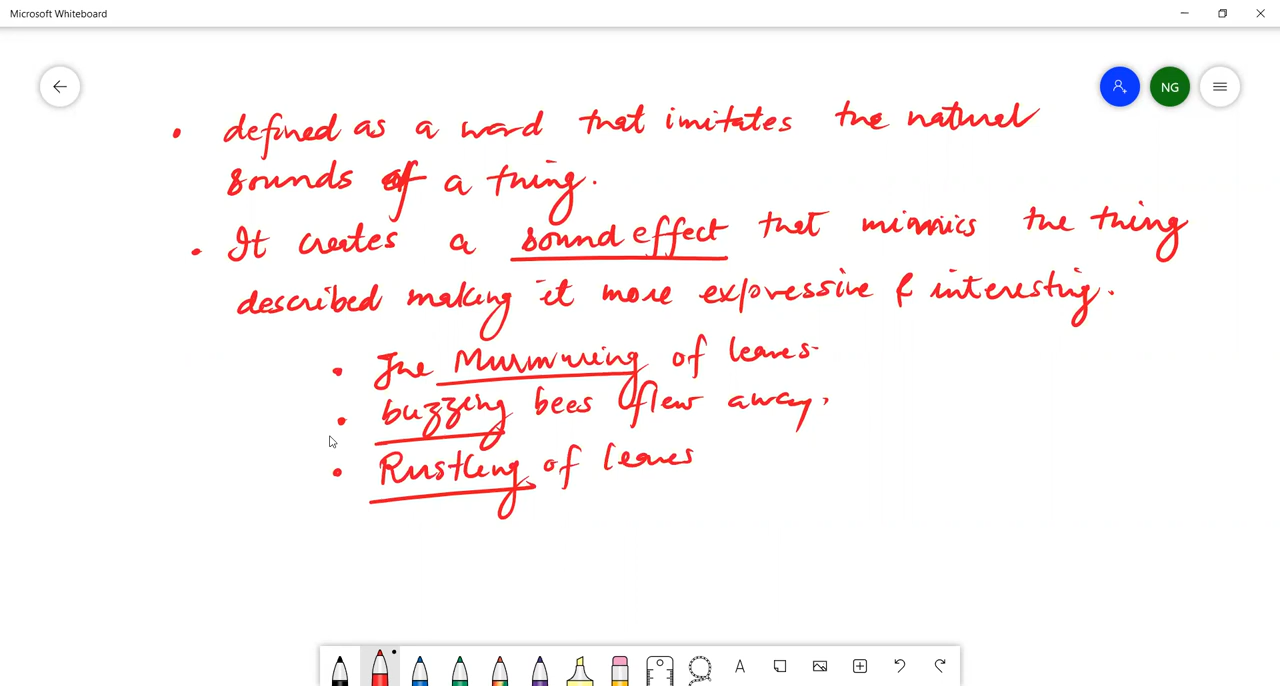 Microsoft Whiteboard
NG
• defined as a word that imitates the natural
sounds of a thing.
• It creates a sound effect that mimics the thing
described making it more expressive & interesting.
• The Murmuring of leaves.
• buzzing bees flew away,
• Rustling of leaves
A